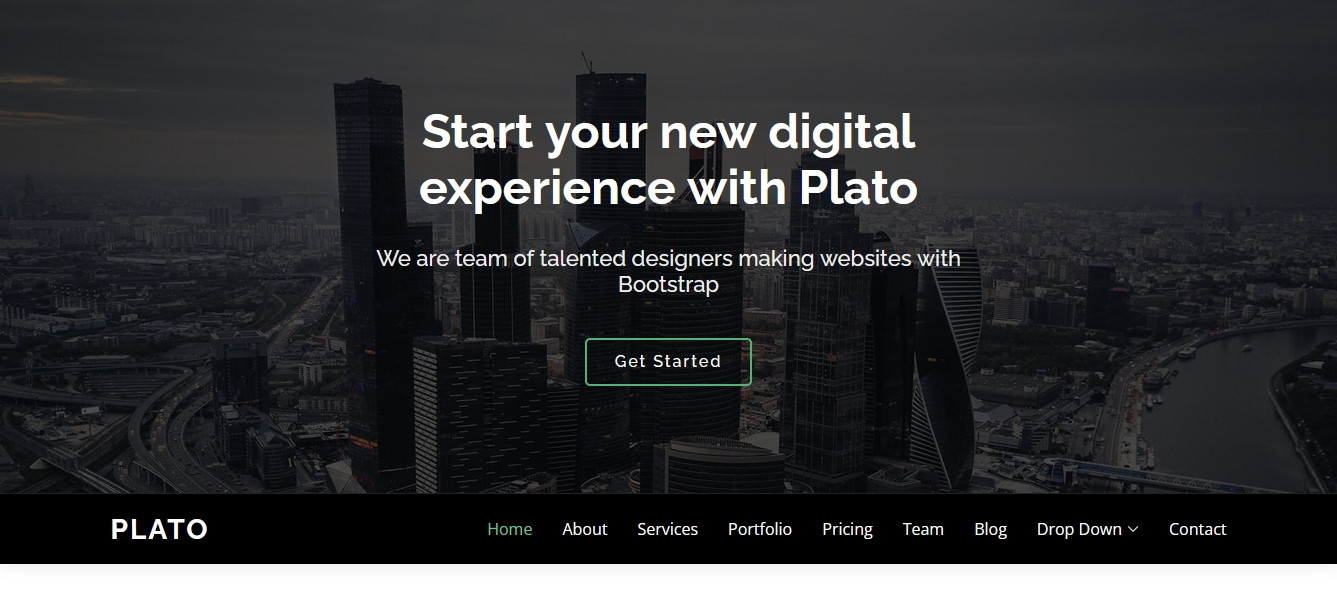 Start your new digital
experience with Plato
We are team of talented designers making websites with
Bootstrap
Get Started
PLATO
Home About Services Portfolio Pricing Team Blog Drop Down Contact